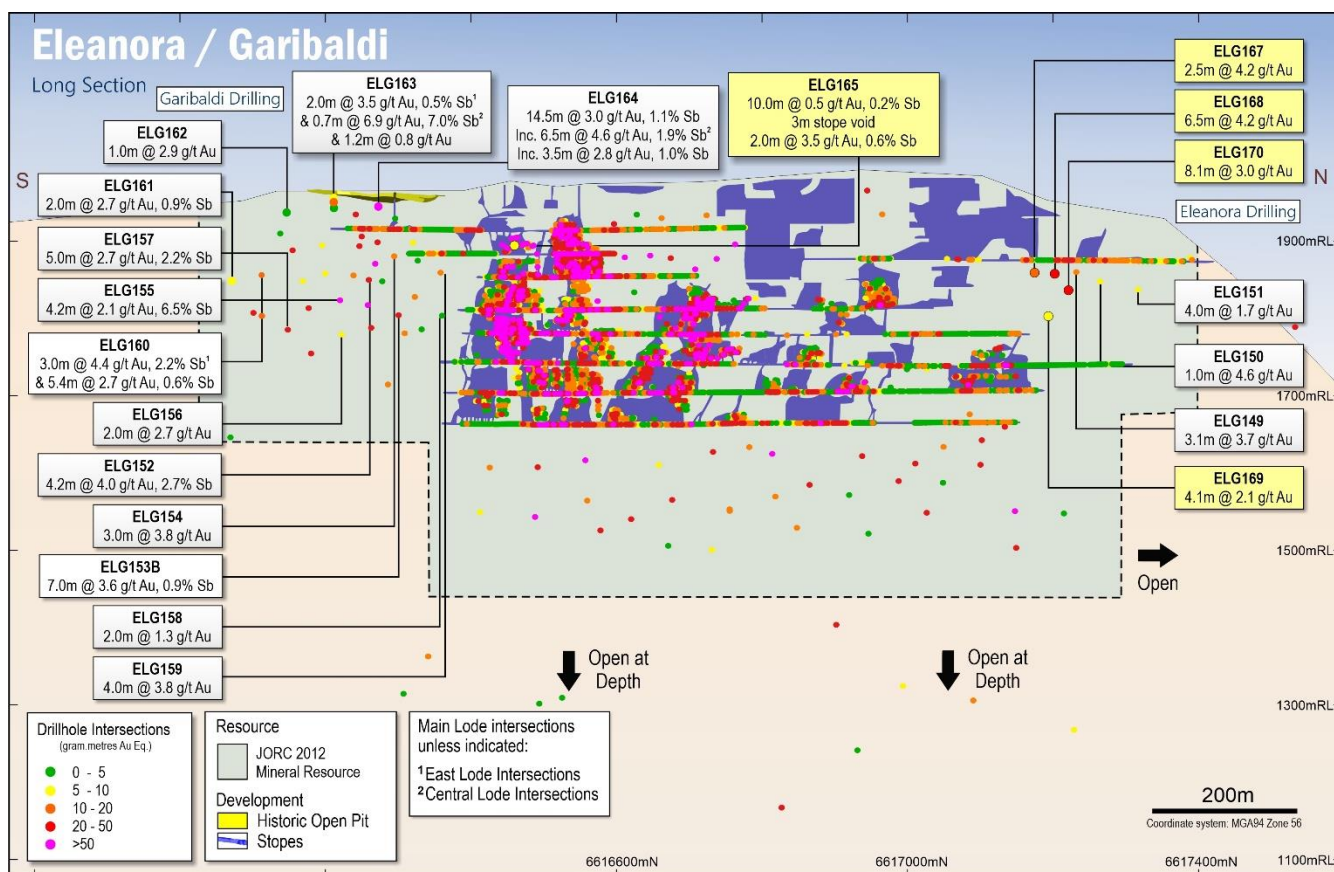 Eleanora / Garibaldi
Long Section
Garibaldi Drilling
ELG162
1.0m @ 2.9 g/t Au
ELG163
2.0m @ 3.5 g/t Au, 0.5% Sb¹
& 0.7m @ 6.9 g/t Au, 7.0% Sb²
& 1.2m @ 0.8 g/t Au
ELG164
14.5m @ 3.0 g/t Au, 1.1% Sb
Inc. 6.5m @ 4.6 g/t Au, 1.9% Sb²
Inc. 3.5m @ 2.8 g/t Au, 1.0% Sb
ELG165
10.0m @ 0.5 g/t Au, 0.2% Sb
3m stope void
2.0m @ 3.5 g/t Au, 0.6% Sb
ELG167
2.5m @ 4.2 g/t Au
ELG168
6.5m @ 4.2 g/t Au
ELG170
8.1m @ 3.0 g/t Au
S
N
ELG161
2.0m @ 2.7 g/t Au, 0.9% Sb
ELG157
5.0m @ 2.7 g/t Au, 2.2% Sb
ELG155
4.2m @ 2.1 g/t Au, 6.5% Sb
ELG160
3.0m @ 4.4 g/t Au, 2.2% Sb¹
& 5.4m @ 2.7 g/t Au, 0.6% Sb
ELG156
2.0m @ 2.7 g/t Au
ELG152
4.2m @ 4.0 g/t Au, 2.7% Sb
ELG154
3.0m @ 3.8 g/t Au
ELG153B
7.0m @ 3.6 g/t Au, 0.9% Sb
ELG158
2.0m @ 1.3 g/t Au
ELG159
4.0m @ 3.8 g/t Au
Eleanora Drilling
1900mRL
ELG151
4.0m @ 1.7 g/t Au
ELG150
1.0m @ 4.6 g/t Au
1700mRL
ELG149
3.1m @ 3.7 g/t Au
ELG169
4.1m @ 2.1 g/t Au
1500mRL
Open
Open at
Depth
Open at
Depth
1300mRL
Drillhole Intersections
(gram.metres Au Eq.)
0 - 5
5 - 10
10 - 20
20 - 50
>50
Resource
JORC 2012
Mineral Resource
Development
Historic Open Pit
Stopes
Main Lode intersections
unless indicated:
¹East Lode Intersections
²Central Lode Intersections
200m
Coordinate system: MGA94 Zone 56
6616600mN
6617000mN
6617400mN
1100mRL